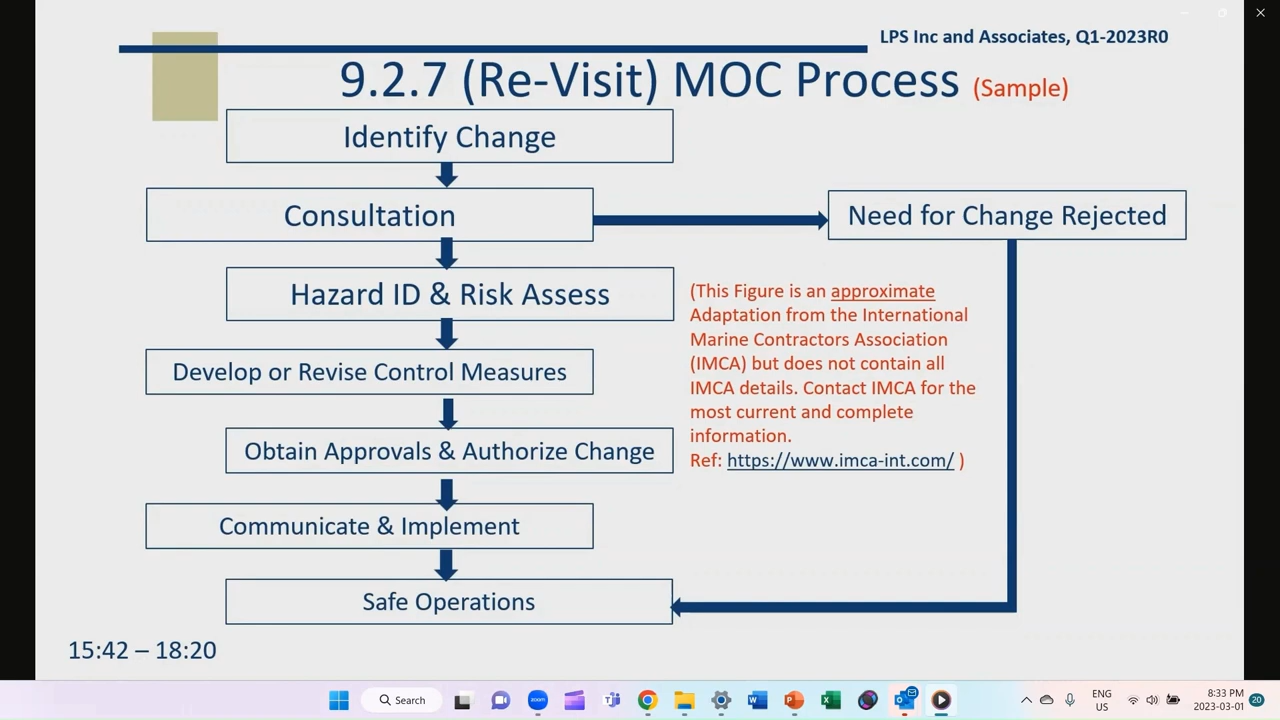 LPS Inc and Associates, Q1-2023R0
9.2.7 (Re-Visit) MOC Process (Sample)
Identify Change
Consultation
Need for Change Rejected
Hazard ID & Risk Assess
(This Figure is an approximate
Adaptation from the International
Marine Contractors Association
(IMCA) but does not contain all
IMCA details. Contact IMCA for the
most current and complete
information.
Ref: https://www.imca-int.com/ )
Develop or Revise Control Measures
Obtain Approvals & Authorize Change
Communicate & Implement
Safe Operations
15:42 – 18:20
Search
zoom
ENG
US
8:33 PM
2023-03-01
20